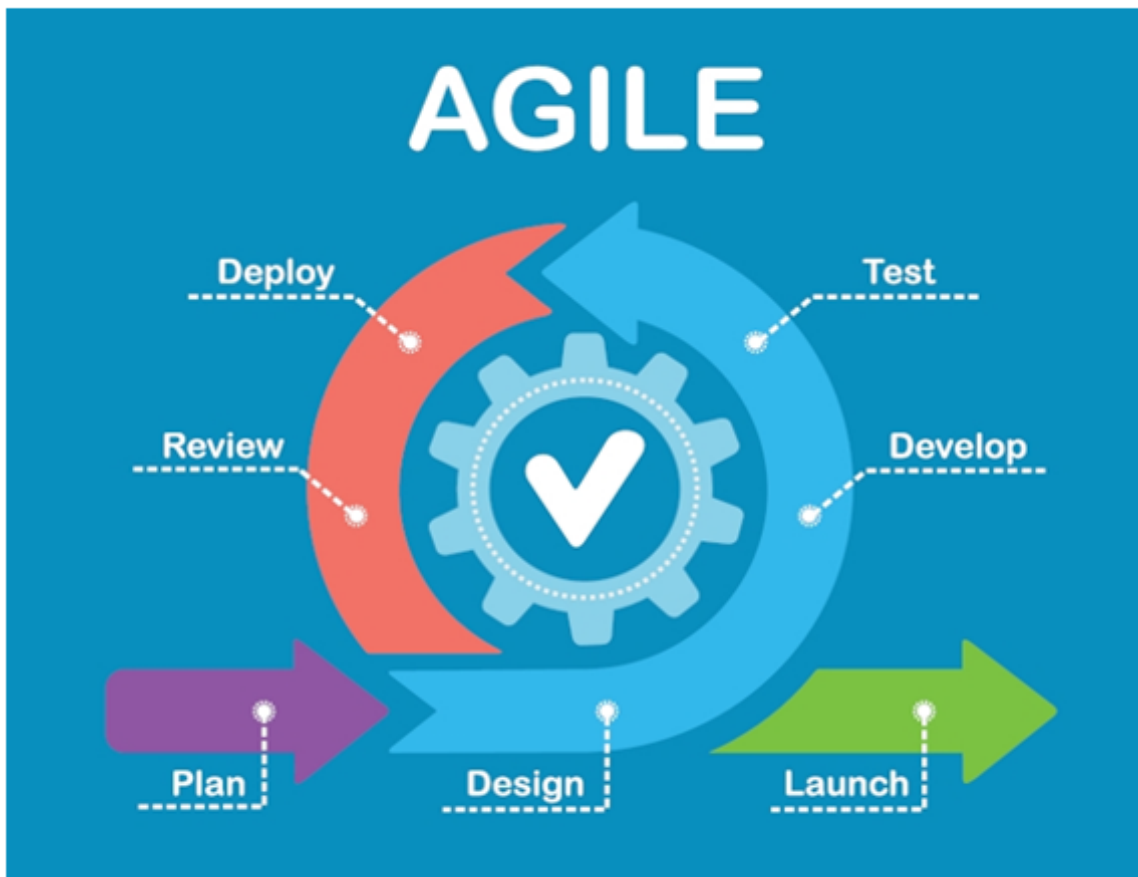 AGILE
Deploy
Test
Review
Develop
Plan
Design
Launch